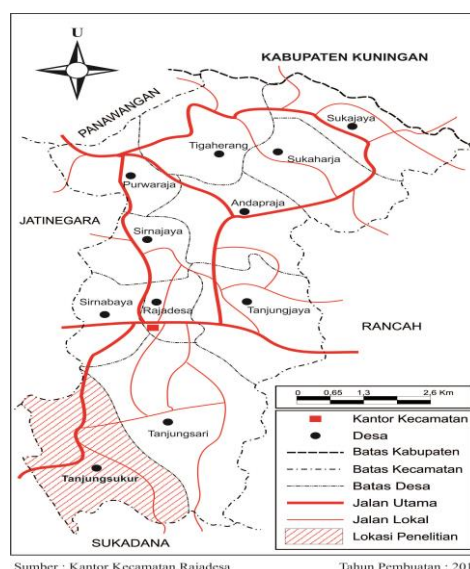 U
KABUPATEN KUNINGAN
PANAWANGAN
Sukajaya
Tigaherang
Sukaharja
Purwaraja
Andapraja
JATINEGARA
Sirnajaya
Sirnabaya
Rajadesa
Tanjungjaya
RANCAH
Tanjungsari
Tanjungsukur
SUKADANA
0 0,65 1,3 2,6 Km
Kantor Kecamatan
Desa
Batas Kabupaten
Batas Kecamatan
Batas Desa
Jalan Utama
Jalan Lokal
Lokasi Penelitian
Sumber : Kantor Kecamatan Rajadesa
Tahun Pembuatan :